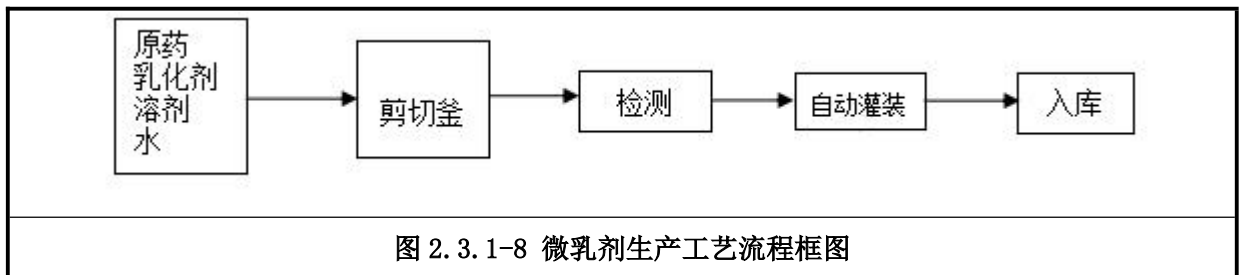 原药
乳化剂
溶剂
水
剪切釜
检测
自动灌装
入库
图 2.3.1-8 微乳剂生产工艺流程框图